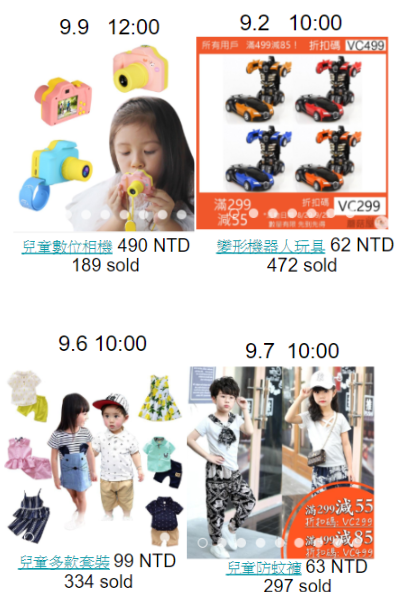 9.9 12:00
9.2 10:00
所有用戶 滿499減85！ 折扣碼 VC499
滿299
減55
折扣碼
VC299
兒童數位相機 490 NTD
189 sold
變形機器人玩具 62 NTD
472 sold
9.6 10:00
9.7 10:00
滿299減55
折扣碼: VC299
滿499減85
折扣碼: VC499
兒童多款套裝 99 NTD
334 sold
兒童防蚊褲 63 NTD
297 sold